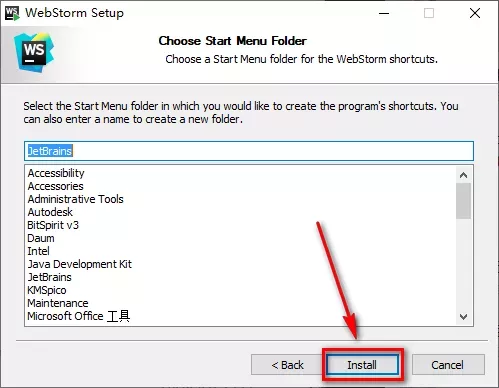 WebStorm Setup
WS
Choose Start Menu Folder
Choose a Start Menu folder for the WebStorm shortcuts.
Select the Start Menu folder in which you would like to create the program's shortcuts. You
can also enter a name to create a new folder.
JetBrains
Accessibility
Accessories
Administrative Tools
Autodesk
BitSpirit v3
Daum
Intel
Java Development Kit
JetBrains
KMSpico
Maintenance
Microsoft Office 工具
< Back
Install
Cancel